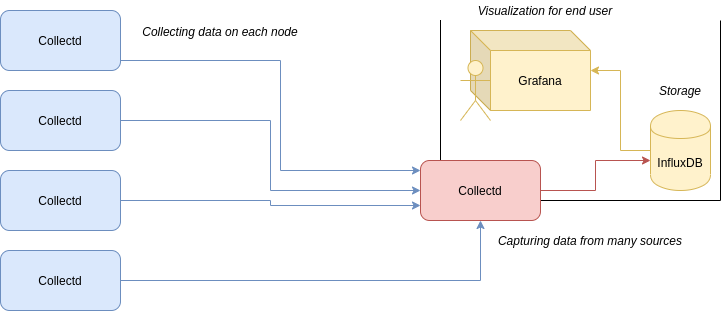 Visualization for end user
Collectd
Collecting data on each node
Grafana
Storage
Collectd
InfluxDB
Collectd
Collectd
Capturing data from many sources
Collectd